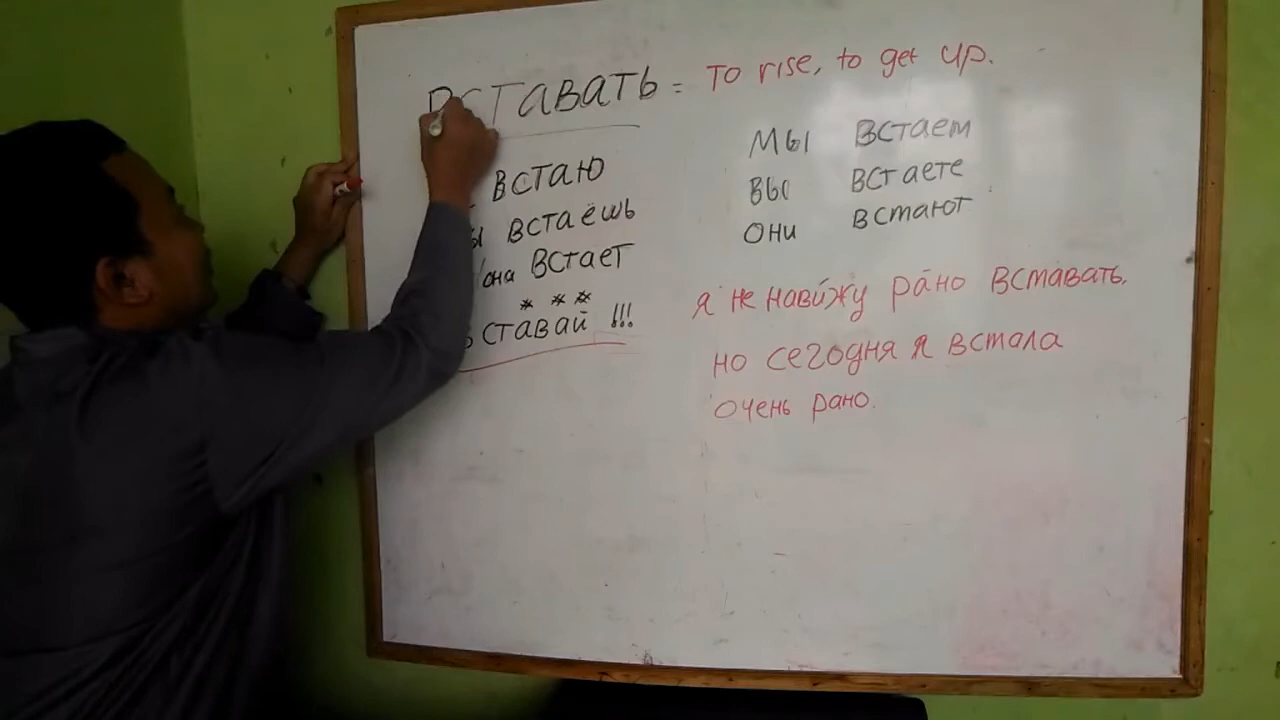 ВСТАВАТЬ = To rise, to get up.
встаю
встаёшь
она встает
* * *
вставай !!!
мы встаем
вы встаете
они встают
я не навижу рано вставать.
но сегодня я встала
очень рано.